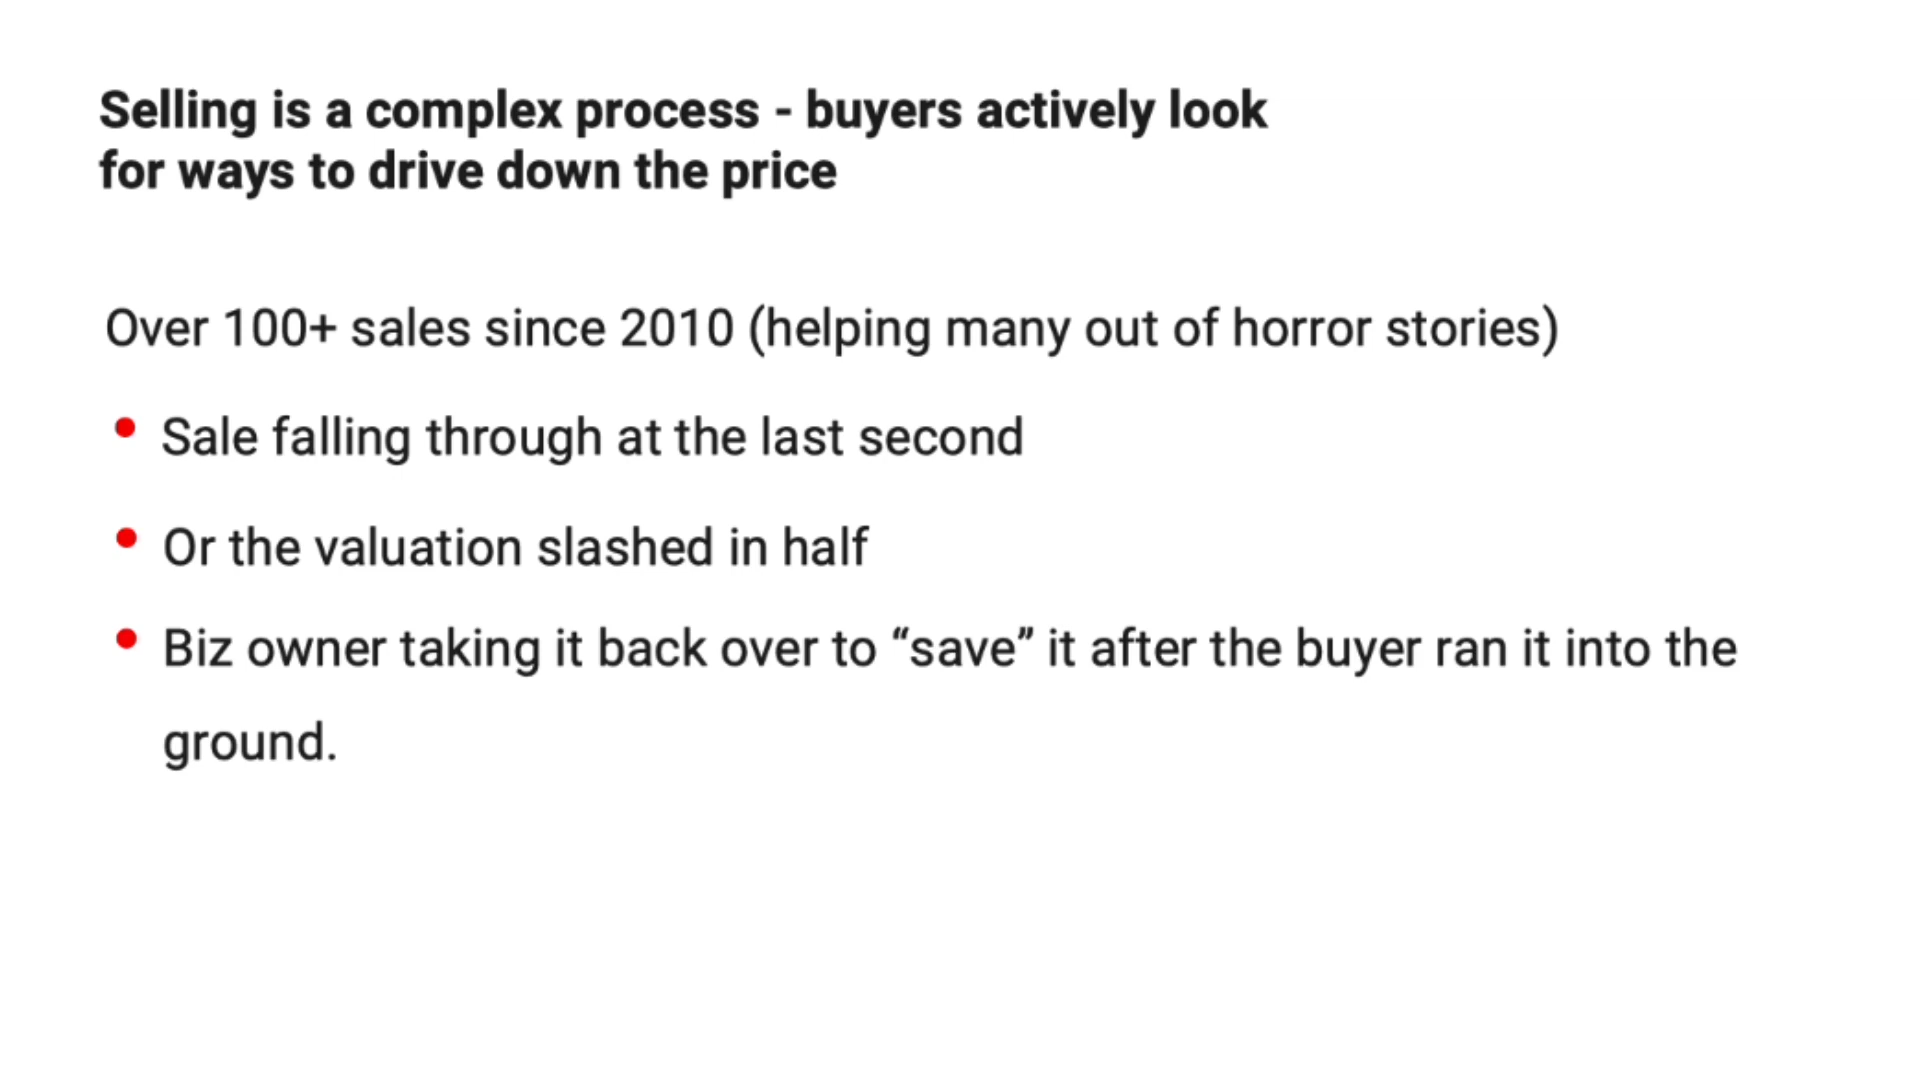 Selling is a complex process - buyers actively look
for ways to drive down the price
Over 100+ sales since 2010 (helping many out of horror stories)
• Sale falling through at the last second
• Or the valuation slashed in half
• Biz owner taking it back over to “save” it after the buyer ran it into the
ground.